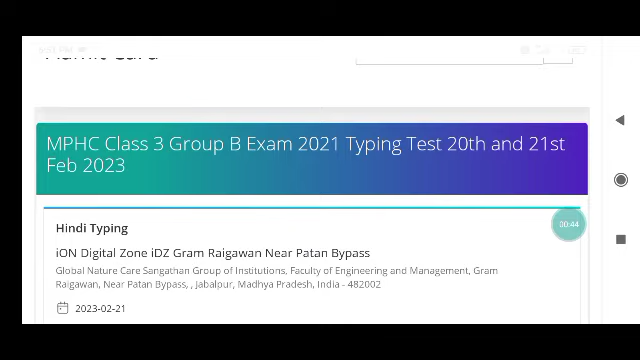 MPHC Class 3 Group B Exam 2021 Typing Test 20th and 21st
Feb 2023
Hindi Typing
00:44
iON Digital Zone iDZ Gram Raigawan Near Patan Bypass
Global Nature Care Sangathan Group of Institutions, Faculty of Engineering and Management, Gram
Raigawan, Near Patan Bypass, , Jabalpur, Madhya Pradesh, India - 482002
2023-02-21